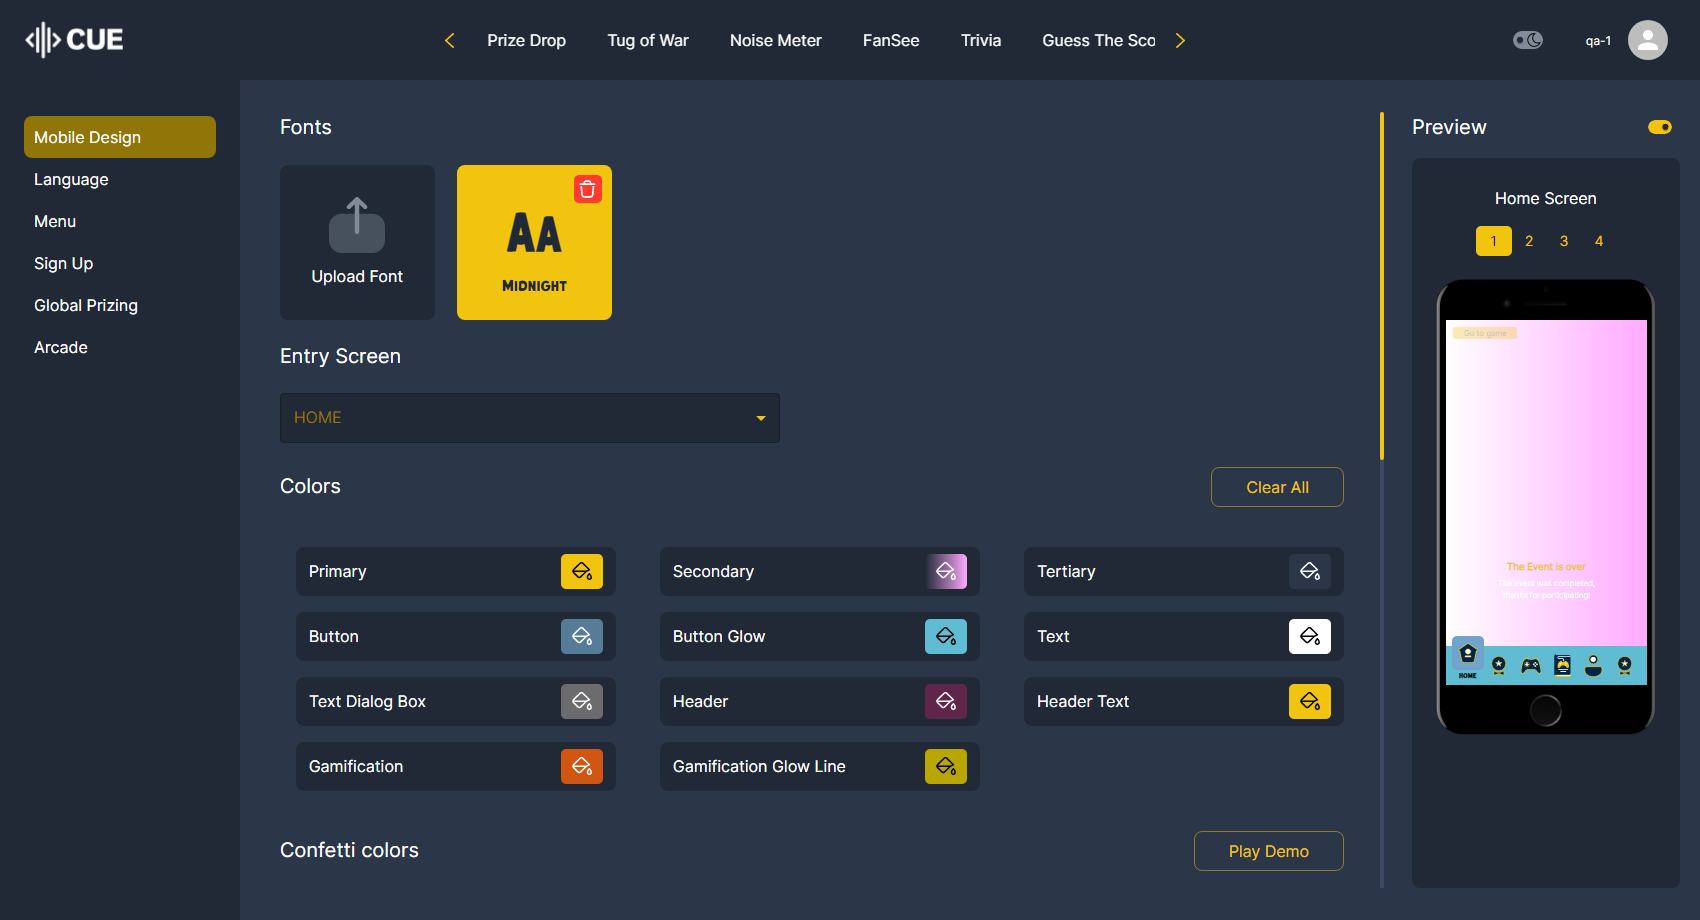 CUE
Prize Drop
Tug of War
Noise Meter
FanSee
Trivia
Guess The Sco
qa-1
Mobile Design
Language
Menu
Sign Up
Global Prizing
Arcade
Fonts
Upload Font
AA
MIDNIGHT
Entry Screen
HOME
Colors
Clear All
Primary
Secondary
Tertiary
Button
Button Glow
Text
Text Dialog Box
Header
Header Text
Gamification
Gamification Glow Line
Confetti colors
Play Demo
Preview
Home Screen
1 2 3 4
Go to game
The Event is over
The event was completed,
thanks for participating!
HOME